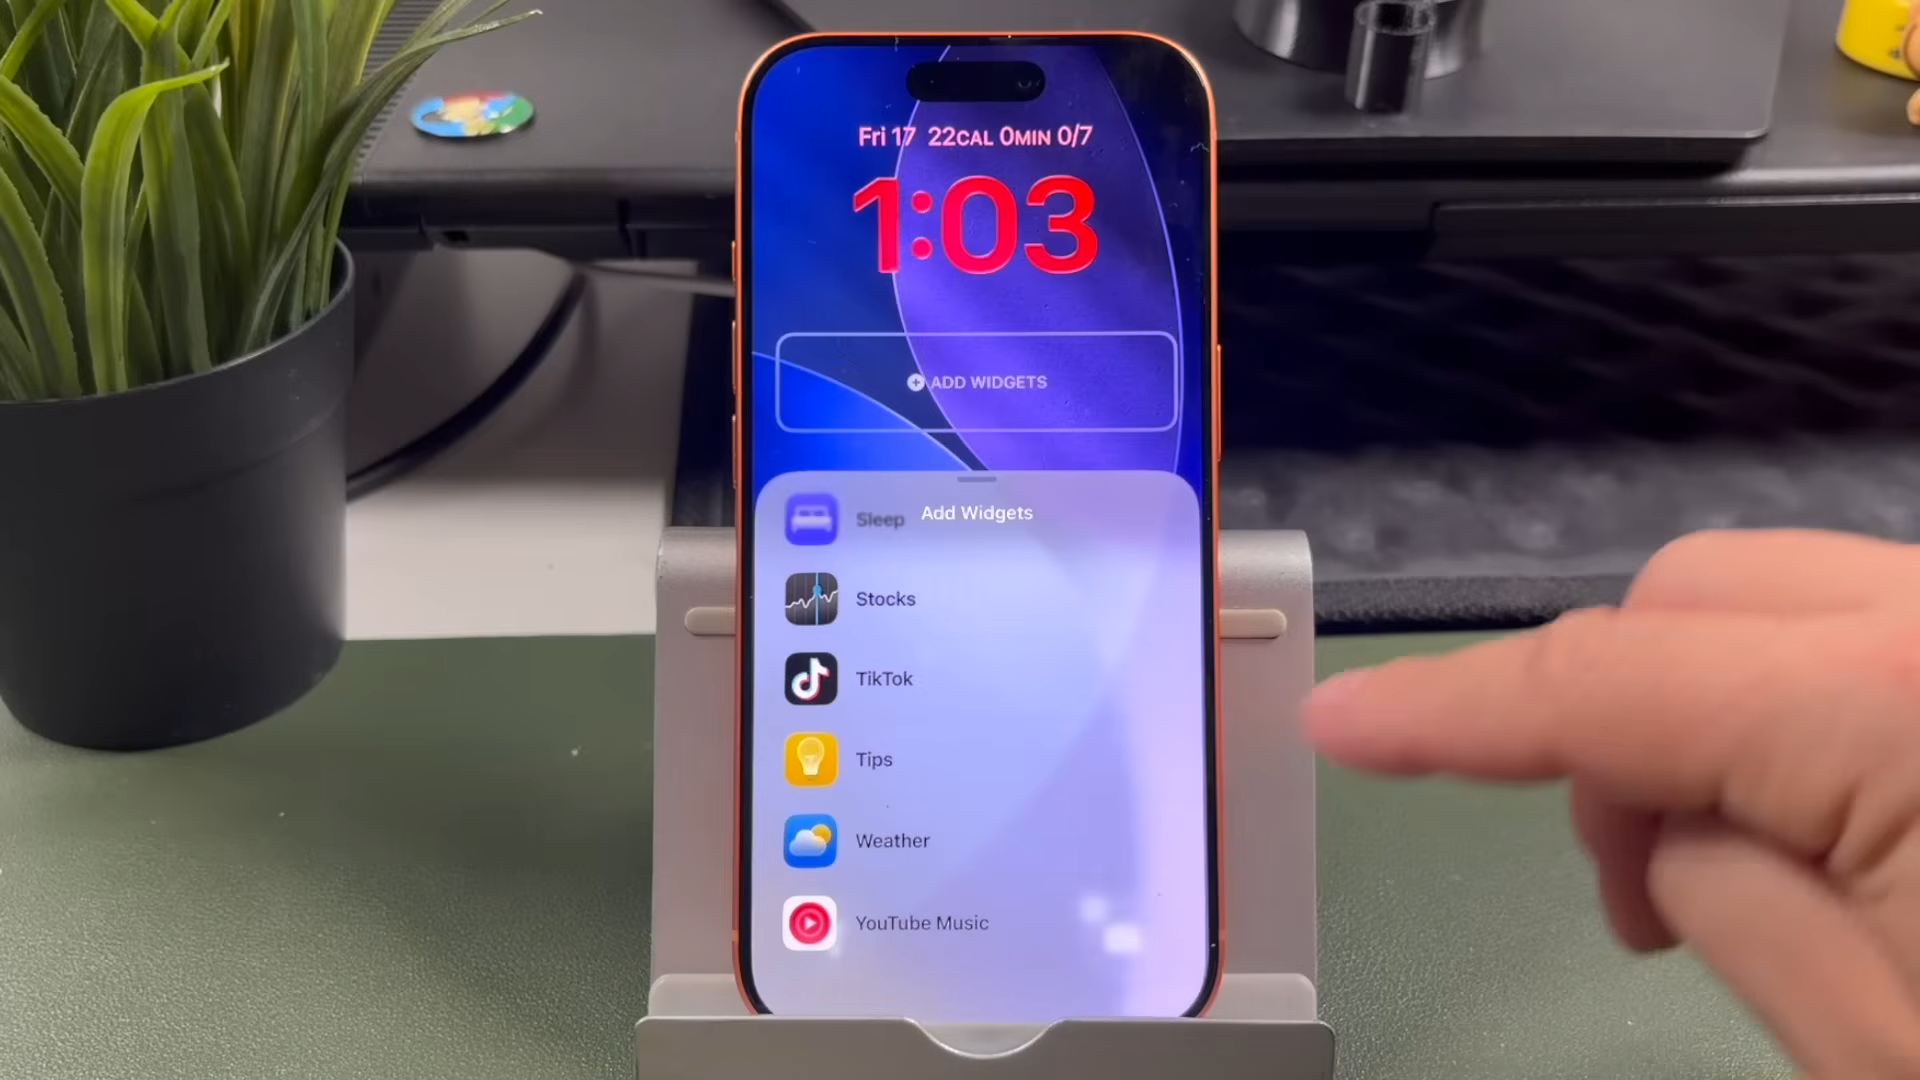 Fri 17 22CAL 0MIN 0/7
1:03
ADD WIDGETS
Add Widgets
Sleep
Stocks
TikTok
Tips
Weather
YouTube Music